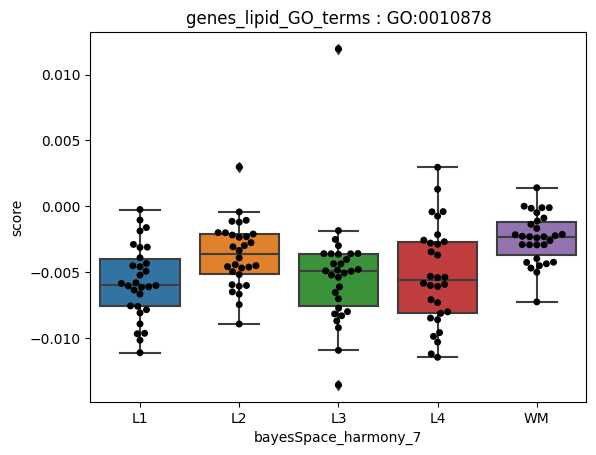 genes_lipid_GO_terms : GO:0010878
0.010
0.005
0.000
−0.005
−0.010
score
L1 L2 L3 L4 WM
bayesSpace_harmony_7